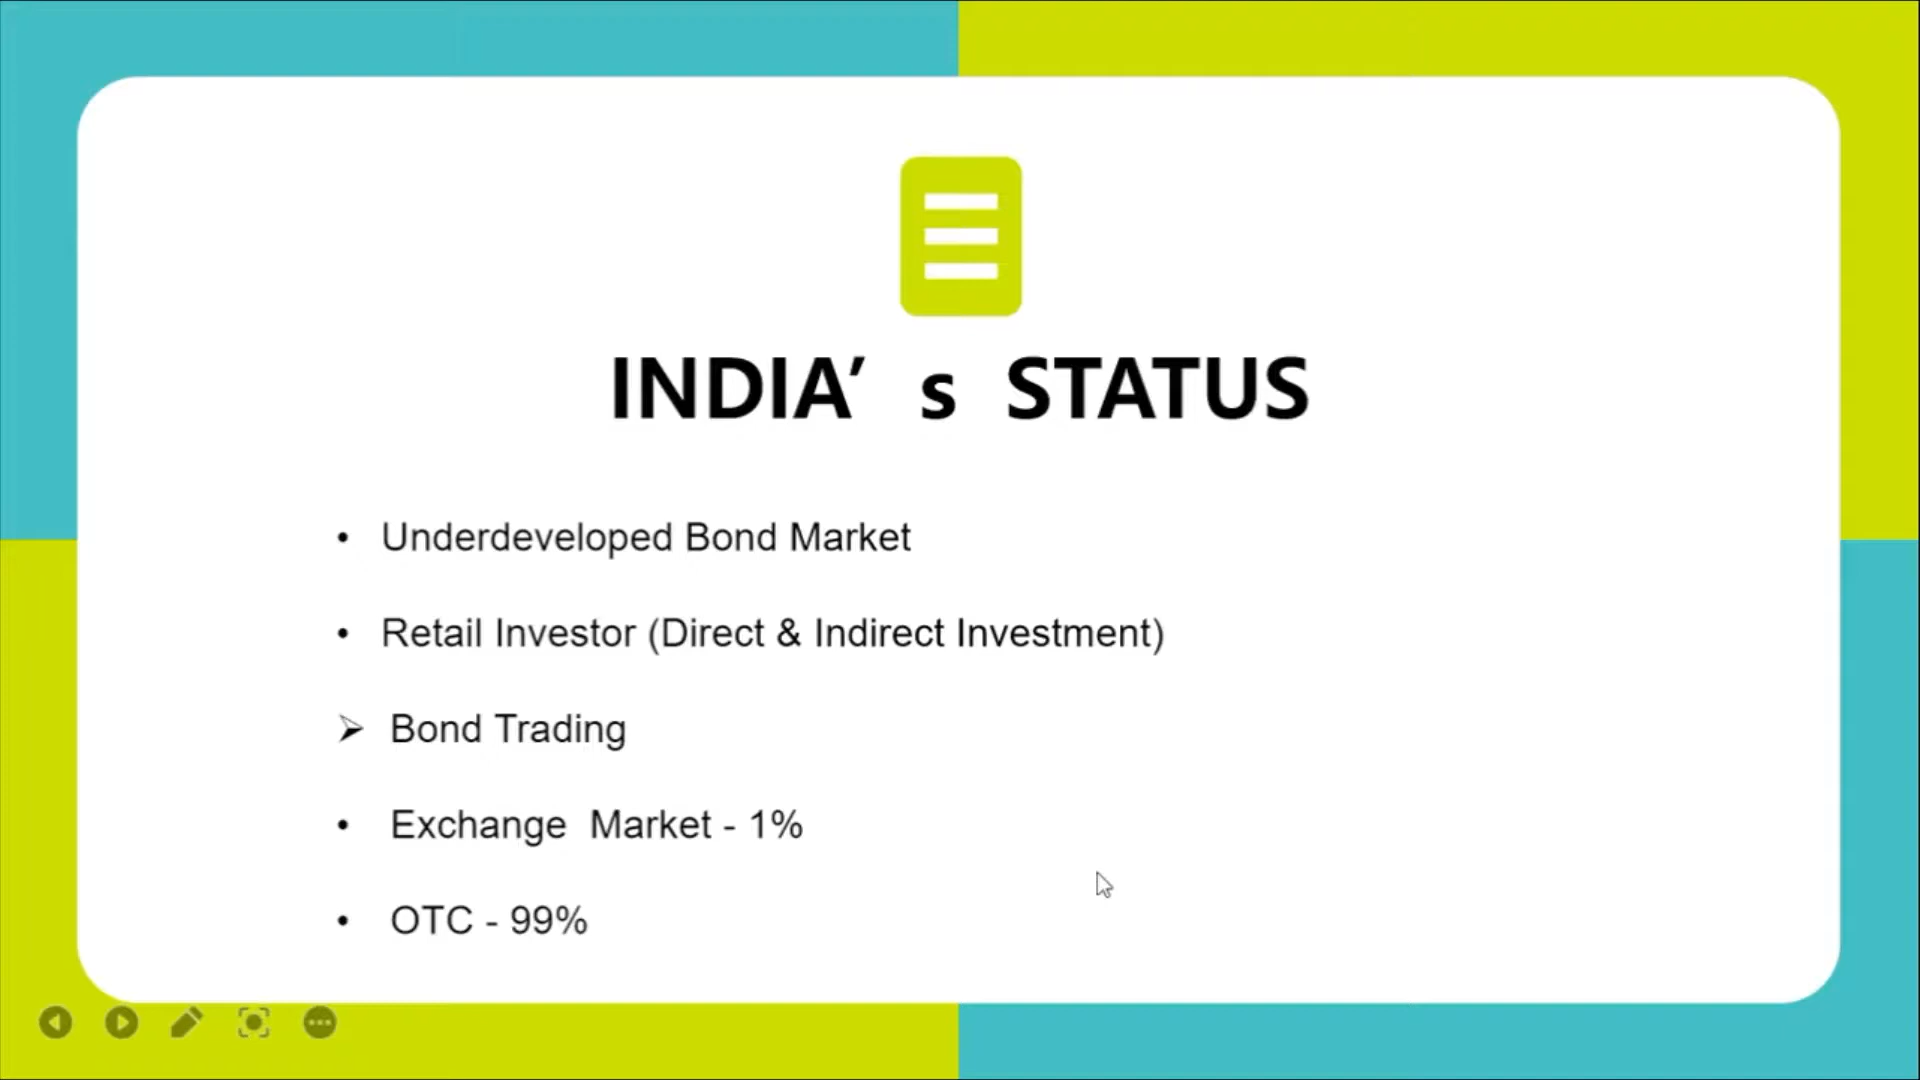 INDIA’ s STATUS
• Underdeveloped Bond Market
• Retail Investor (Direct & Indirect Investment)
➢ Bond Trading
• Exchange  Market - 1%
• OTC - 99%